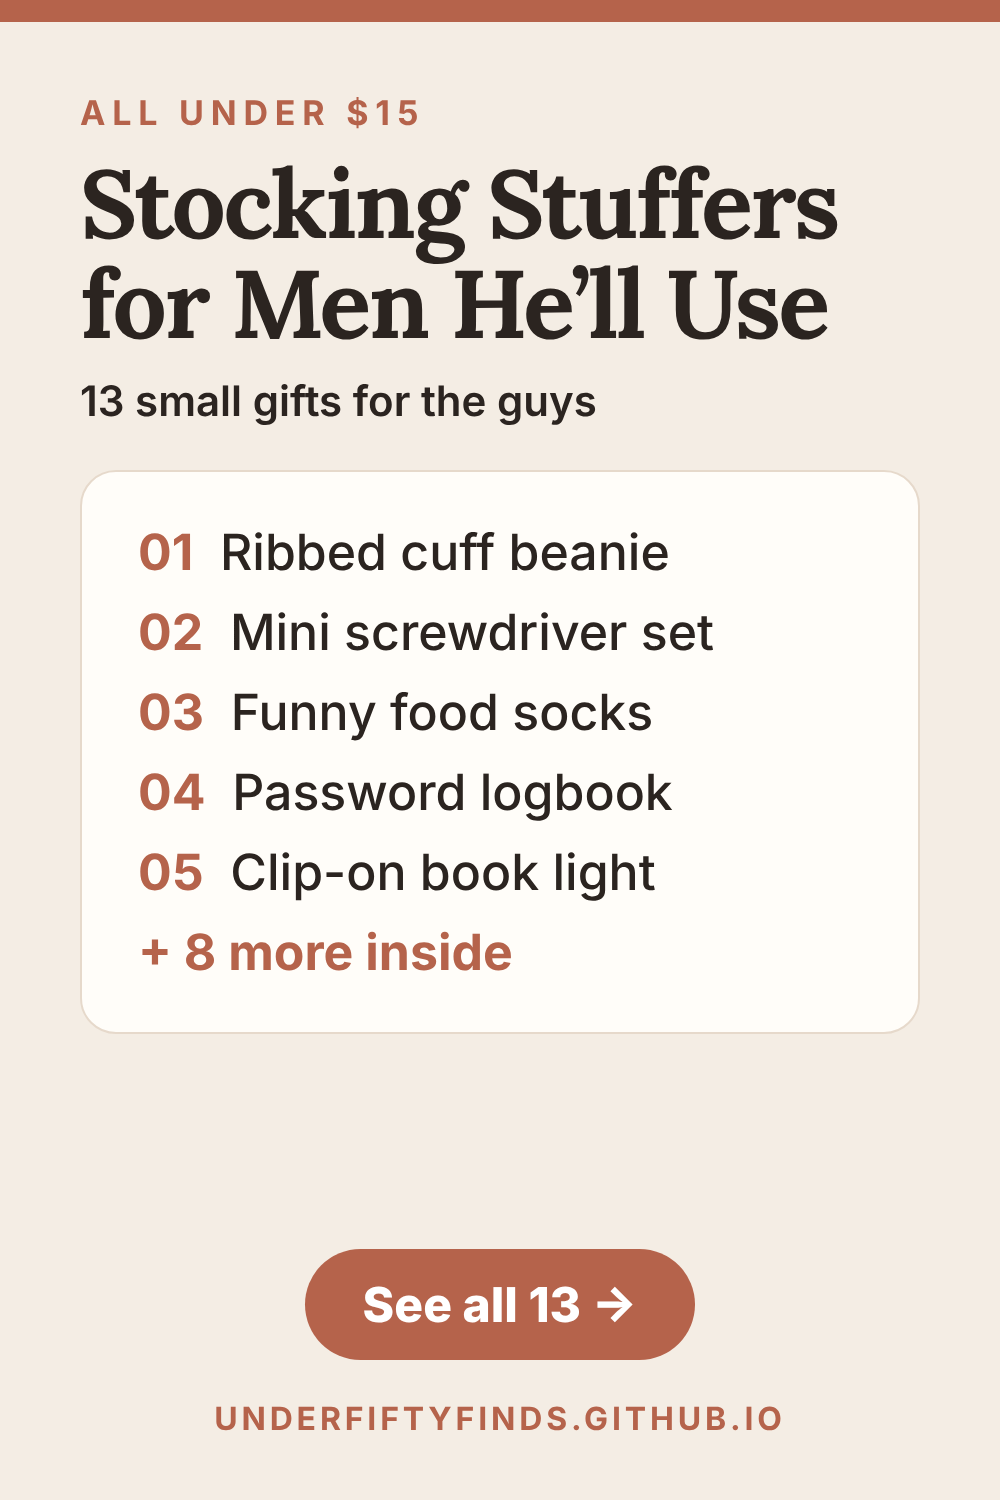 ALL UNDER $15
Stocking Stuffers
for Men He’ll Use
13 small gifts for the guys
01 Ribbed cuff beanie
02 Mini screwdriver set
03 Funny food socks
04 Password logbook
05 Clip-on book light
+ 8 more inside
See all 13 →
UNDERFIFTYFINDS.GITHUB.IO